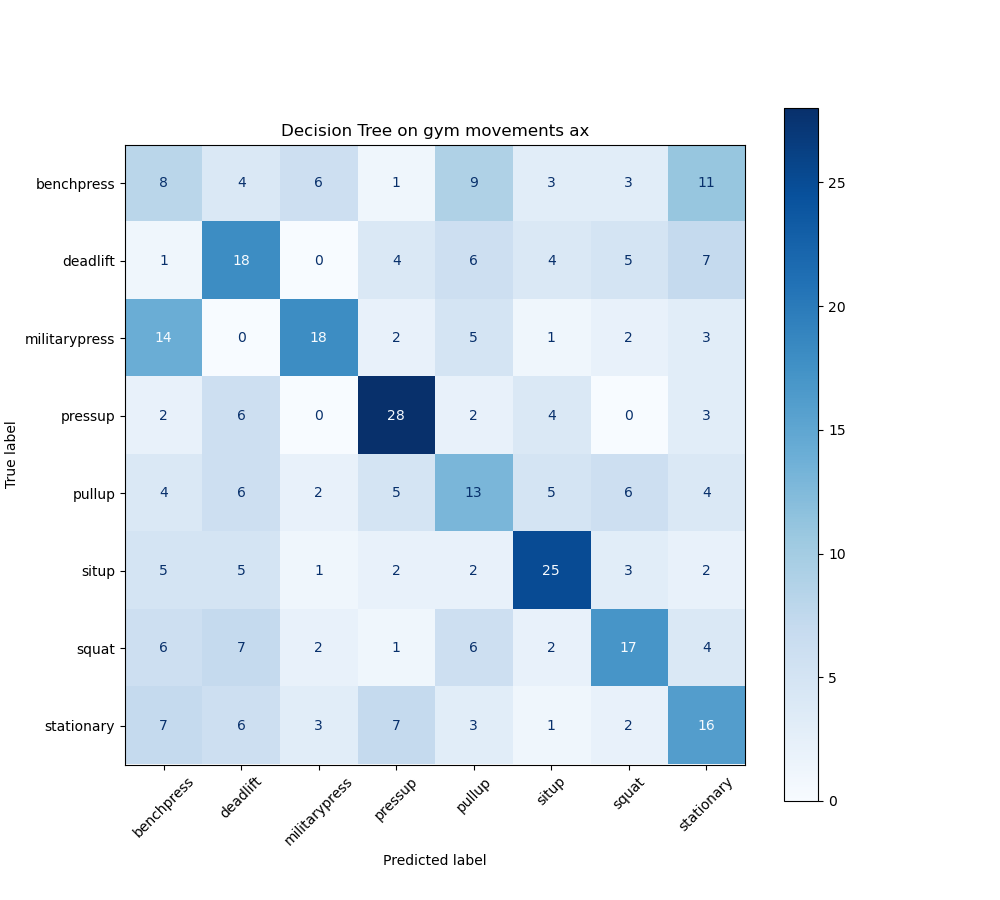 Decision Tree on gym movements ax
True label
benchpress 8 4 6 1 9 3 3 11
deadlift 1 18 0 4 6 4 5 7
militarypress 14 0 18 2 5 1 2 3
pressup 2 6 0 28 2 4 0 3
pullup 4 6 2 5 13 5 6 4
situp 5 5 1 2 2 25 3 2
squat 6 7 2 1 6 2 17 4
stationary 7 6 3 7 3 1 2 16
benchpress deadlift militarypress pressup pullup situp squat stationary
Predicted label
25
20
15
10
5
0